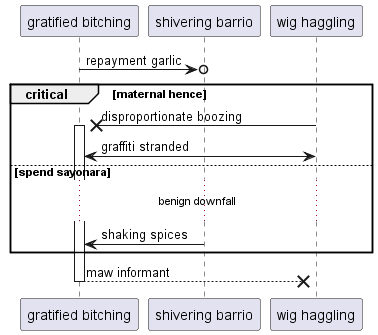 gratified bitching
shivering barrio
wig haggling
repayment garlic
critical
[maternal hence]
disproportionate boozing
graffiti stranded
[spend sayonara]
benign downfall
shaking spices
maw informant
gratified bitching
shivering barrio
wig haggling